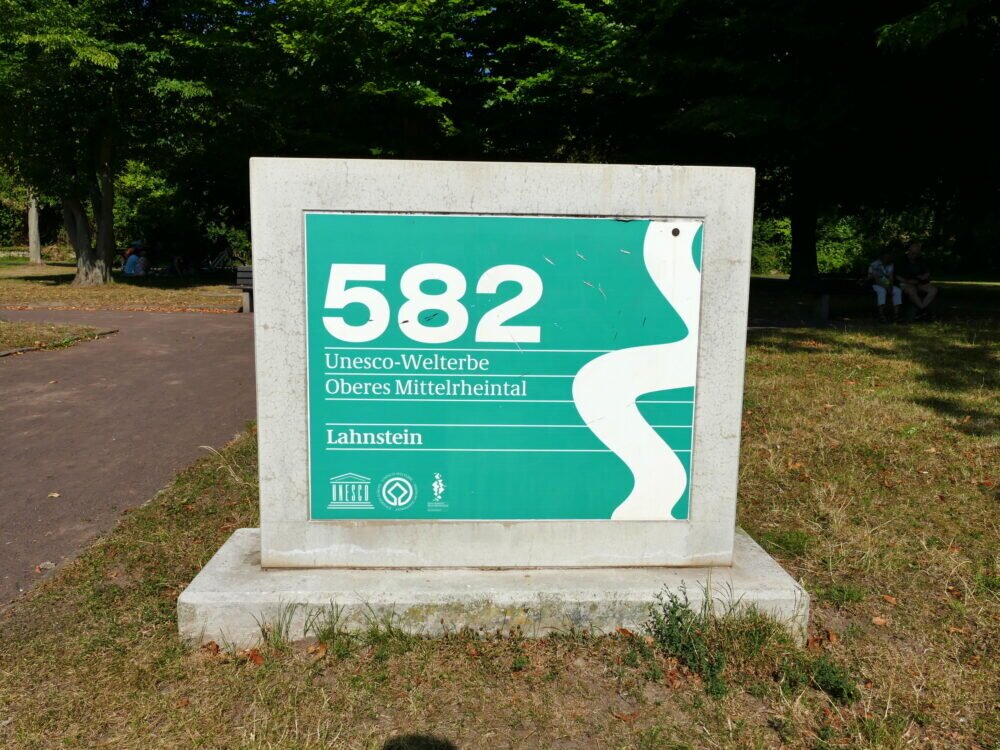 582
Unesco-Welterbe
Oberes Mittelrheintal
Lahnstein
UNESCO